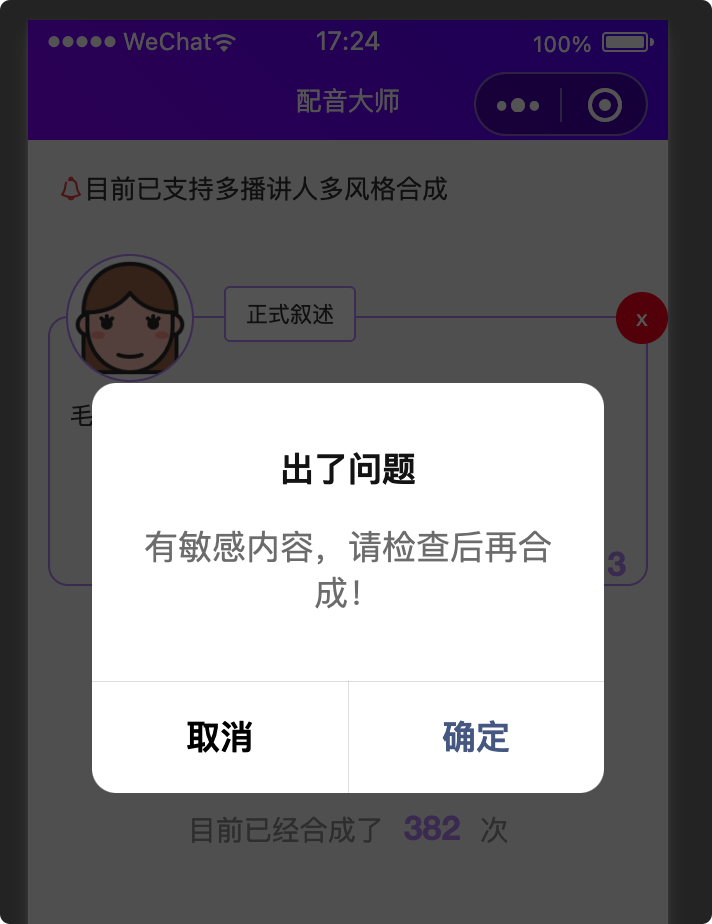 ●●●●● WeChat 17:24 100%
配音大师
目前已支持多播讲人多风格合成
正式叙述
x
毛
出了问题
有敏感内容，请检查后再合
成！
3
取消 确定
目前已经合成了 382 次